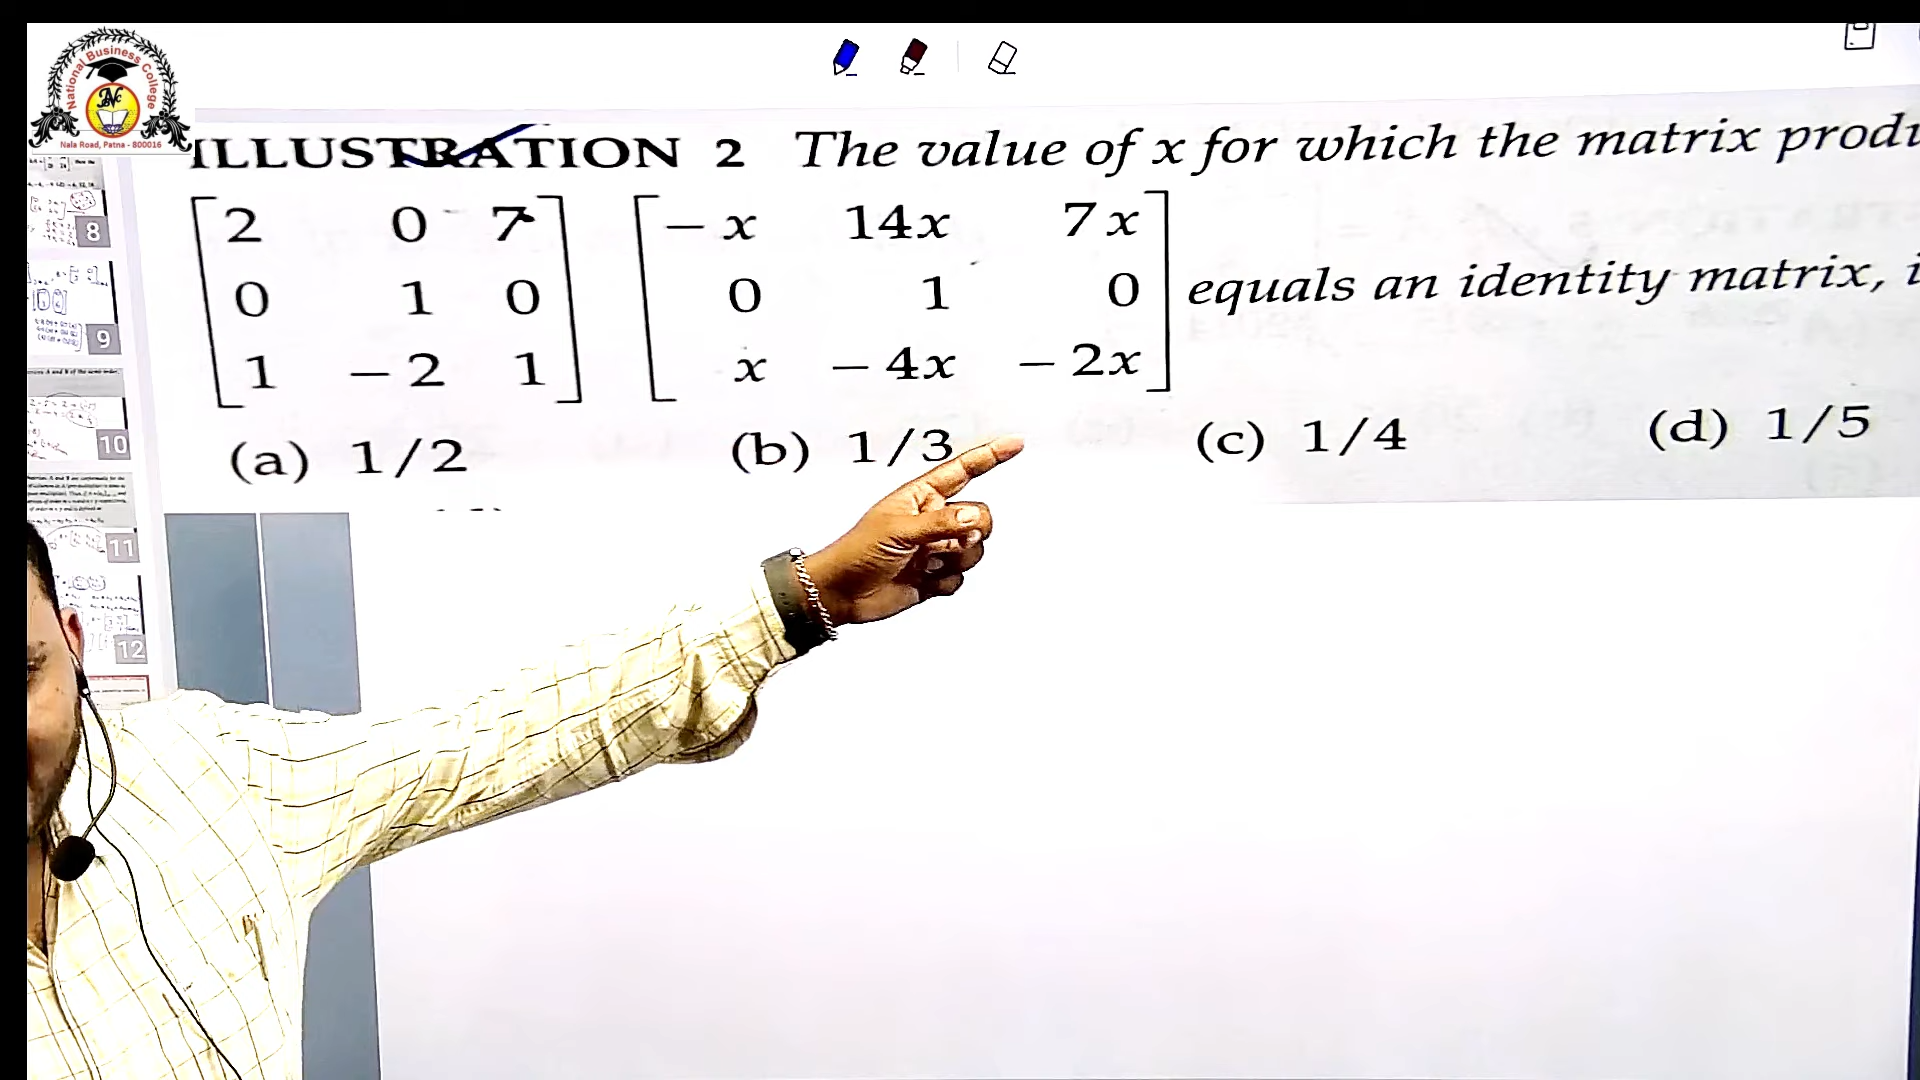 National Business College
Nala Road, Patna - 800016
ILLUSTRATION 2 The value of x for which the matrix
2 0 7 - x 14x 7 x
0 1 0 0 1 0 equals an identity matrix,
1 - 2 1 x - 4x - 2x
(a) 1/2 (b) 1/3 (c) 1/4 (d) 1/5
8
9
10
11
12